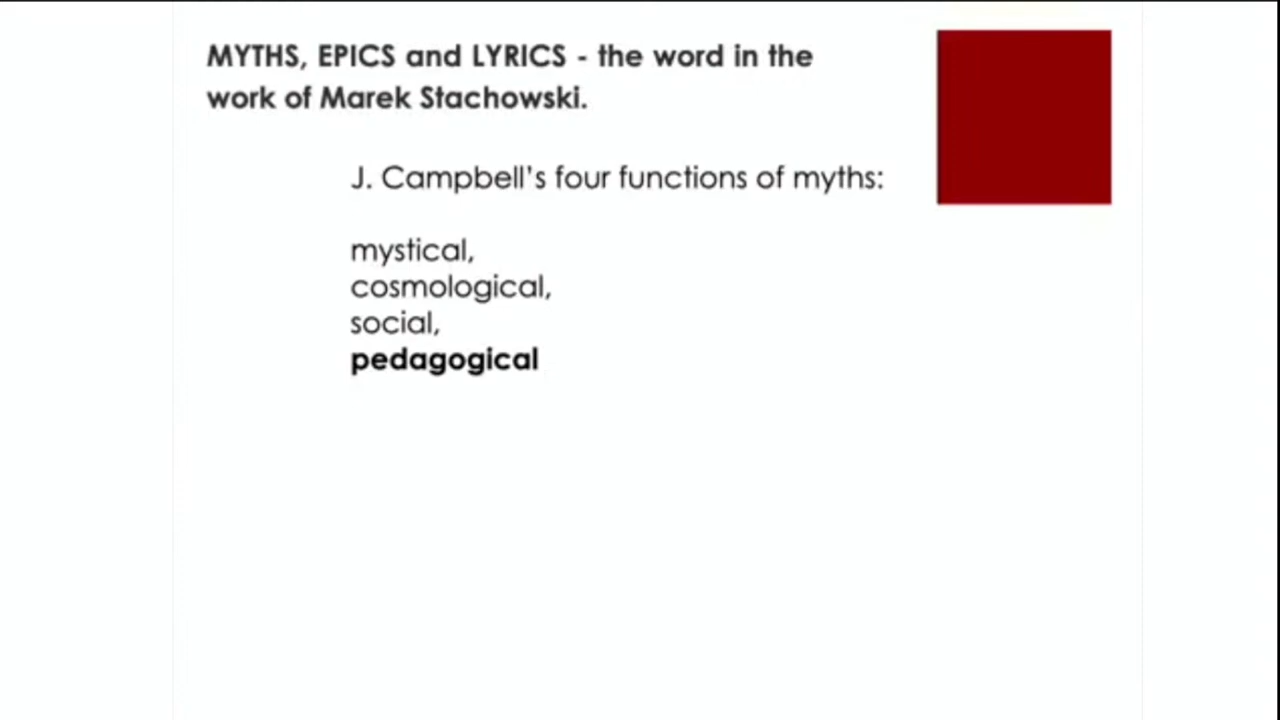 MYTHS, EPICS and LYRICS - the word in the
work of Marek Stachowski.
J. Campbell's four functions of myths:
mystical,
cosmological,
social,
pedagogical